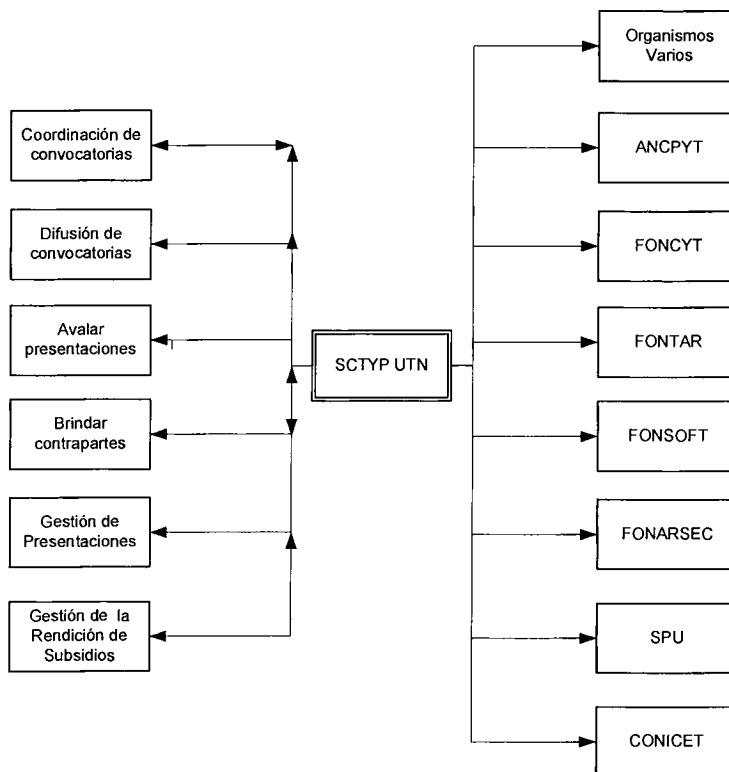 Coordinación de
convocatorias
Difusión de
convocatorias
Avalar
presentaciones
Brindar
contrapartes
Gestión de
Presentaciones
Gestión de la
Rendición de
Subsidios
SCTYP UTN
Organismos
Varios
ANCPYT
FONCYT
FONTAR
FONSOFT
FONARSEC
SPU
CONICET